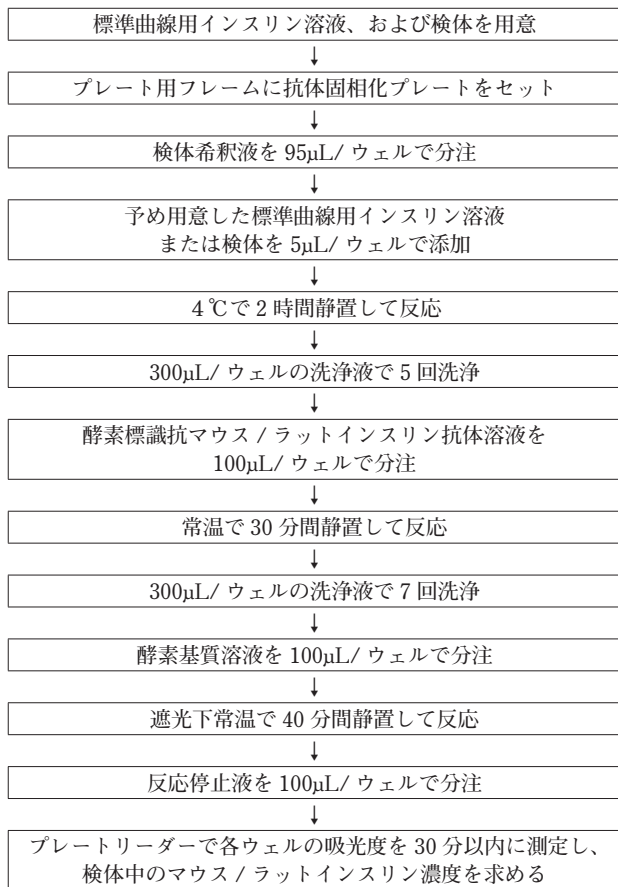 標準曲線用インスリン溶液、および検体を用意
↓
プレート用フレームに抗体固相化プレートをセット
↓
検体希釈液を 95μL/ ウェルで分注
↓
予め用意した標準曲線用インスリン溶液
または検体を 5μL/ ウェルで添加
↓
4℃で 2 時間静置して反応
↓
300μL/ ウェルの洗浄液で 5 回洗浄
↓
酵素標識抗マウス / ラットインスリン抗体溶液を
100μL/ ウェルで分注
↓
常温で 30 分間静置して反応
↓
300μL/ ウェルの洗浄液で 7 回洗浄
↓
酵素基質溶液を 100μL/ ウェルで分注
↓
遮光下常温で 40 分間静置して反応
↓
反応停止液を 100μL/ ウェルで分注
↓
プレートリーダーで各ウェルの吸光度を 30 分以内に測定し、
検体中のマウス / ラットインスリン濃度を求める